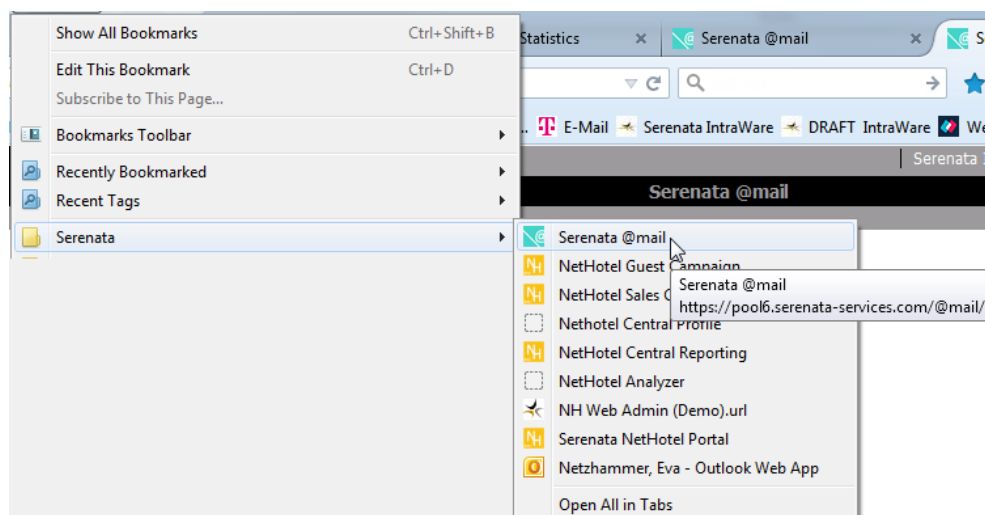 Show All Bookmarks Ctrl+Shift+B
Edit This Bookmark Ctrl+D
Subscribe to This Page...
Bookmarks Toolbar
Recently Bookmarked
Recent Tags
Serenata
Statistics
Serenata @mail
S
.. E-Mail Serenata IntraWare DRAFT IntraWare We
Serenata
Serenata @mail
Serenata @mail
NetHotel Guest Campaign
NetHotel Sales C
Nethotel Central Profile
NetHotel Central Reporting
NetHotel Analyzer
NH Web Admin (Demo).url
Serenata NetHotel Portal
Netzhammer, Eva - Outlook Web App
Open All in Tabs
Serenata @mail
https://pool6.serenata-services.com/@mail/